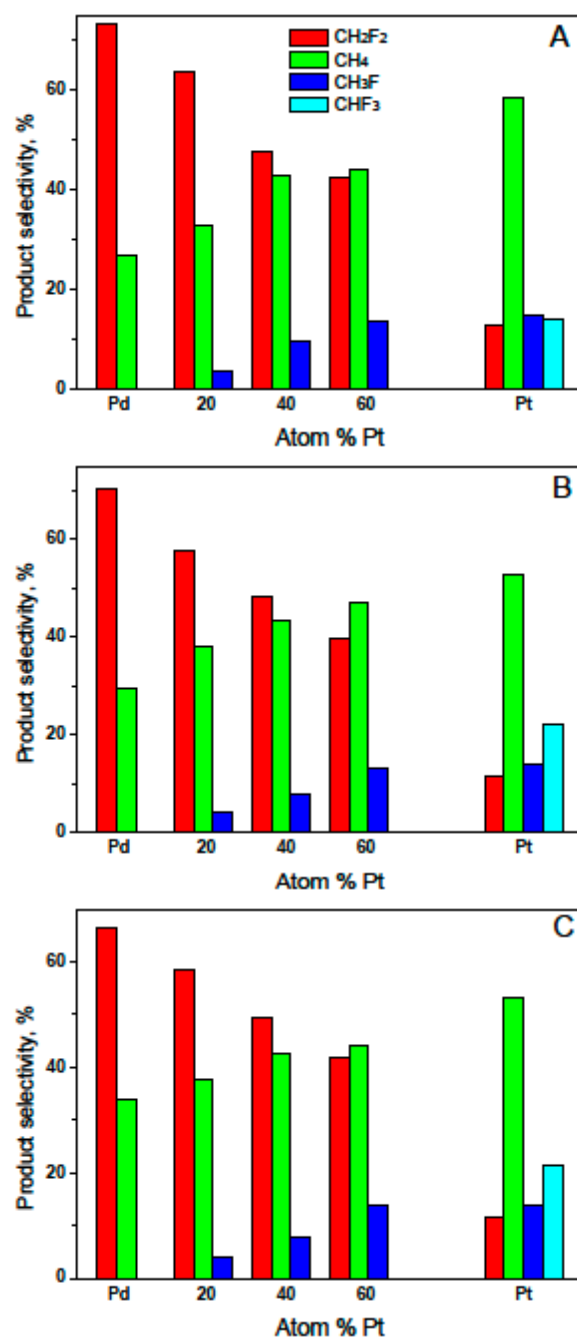 A
CH₂F₂
CH₄
CH₃F
CHF₃
Product selectivity, %
60
40
20
0
Pd 20 40 60 Pt
Atom % Pt
B
Product selectivity, %
60
40
20
0
Pd 20 40 60 Pt
Atom % Pt
C
Product selectivity, %
60
40
20
0
Pd 20 40 60 Pt
Atom % Pt